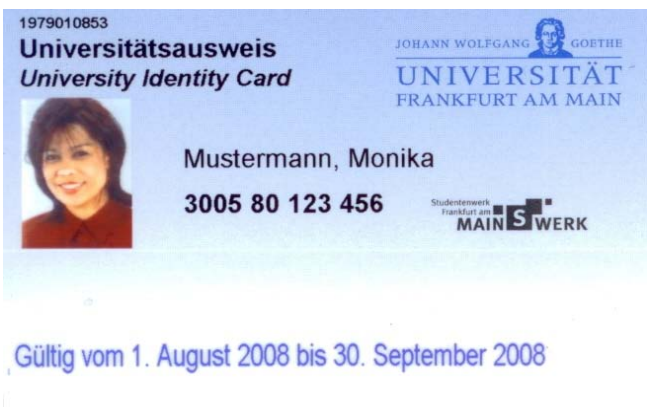 1979010853
Universitätsausweis
University Identity Card
JOHANN WOLFGANG GOETHE
UNIVERSITÄT
FRANKFURT AM MAIN
Mustermann, Monika
3005 80 123 456
Studentenwerk
Frankfurt am
MAIN S WERK
Gültig vom 1. August 2008 bis 30. September 2008